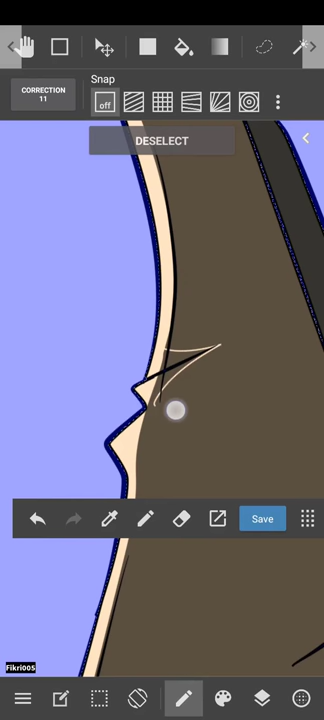 Snap
CORRECTION
11
off
DESELECT
Save
Fikri005